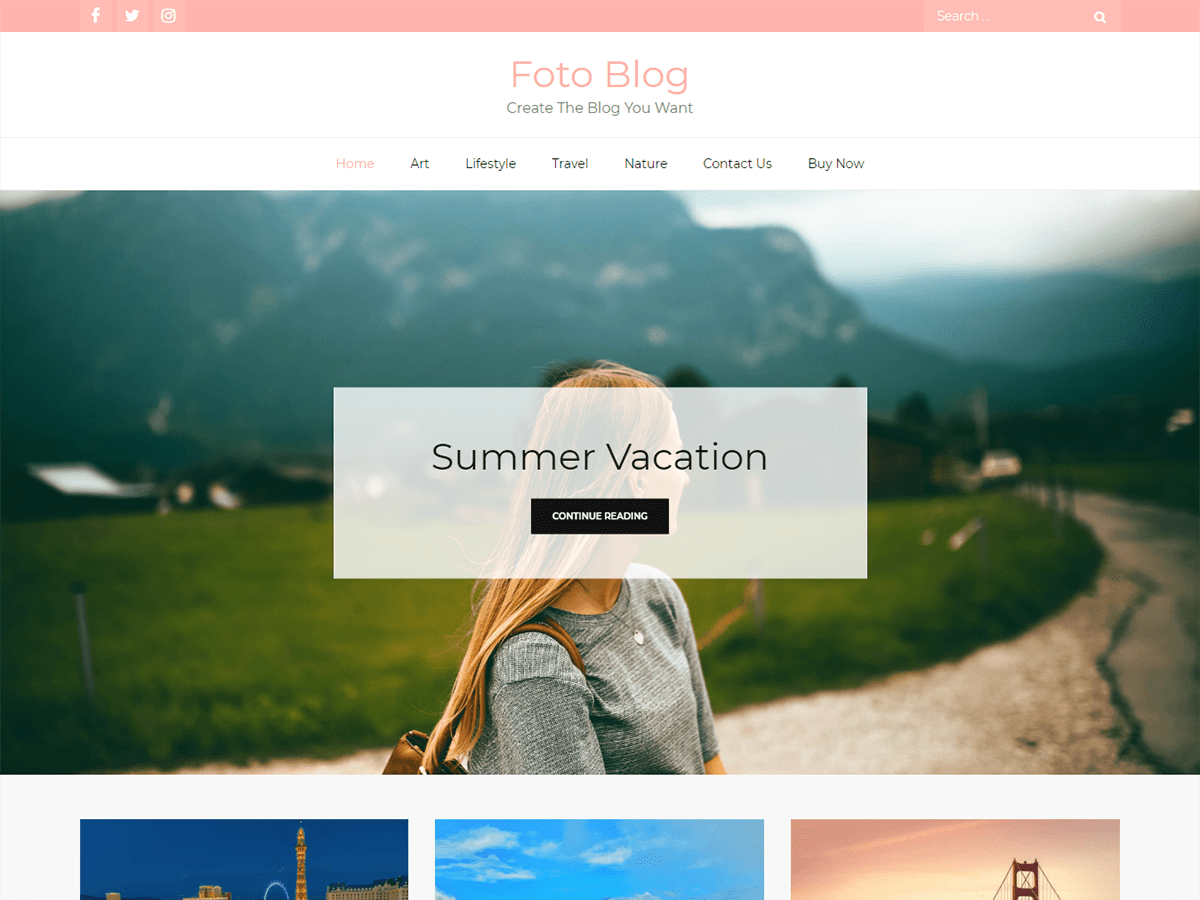 Search ...
Foto Blog
Create The Blog You Want
Home Art Lifestyle Travel Nature Contact Us Buy Now
Summer Vacation
CONTINUE READING